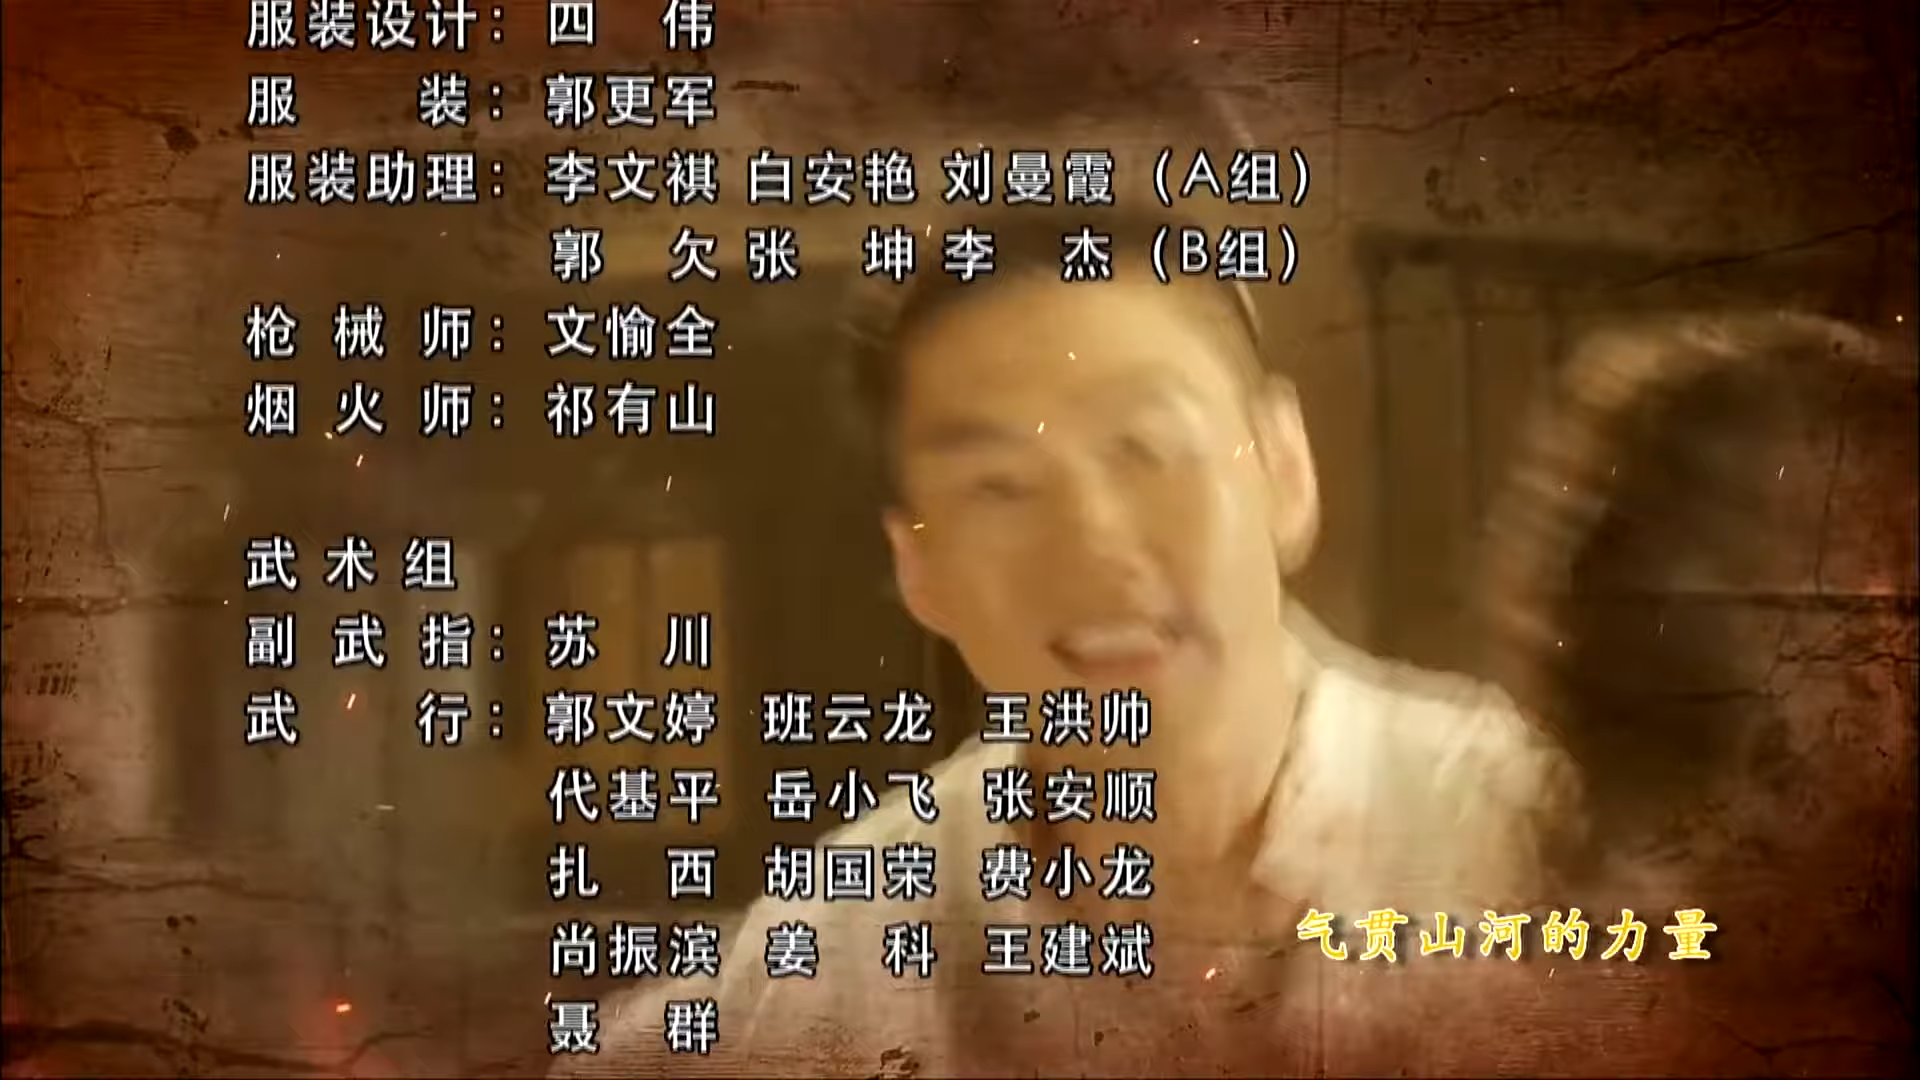 服装设计：四 伟
服 装：郭更军
服装助理：李文祺 白安艳 刘曼霞（A组）
郭 欠 张 坤 李 杰（B组）
枪械师：文愉全
烟火师：祁有山
武术组
副武指：苏 川
武 行：郭文婷 班云龙 王洪帅
代基平 岳小飞 张安顺
扎 西 胡国荣 费小龙
尚振滨 姜 科 王建斌
聂 群
气贯山河的力量